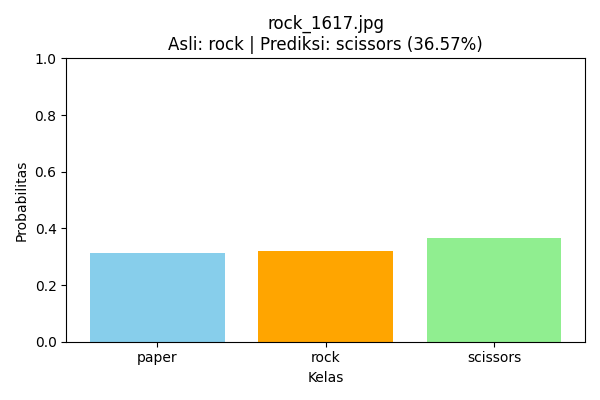 rock_1617.jpg
Asli: rock | Prediksi: scissors (36.57%)
1.0
0.8
0.6
0.4
0.2
0.0
Probabilitas
paper rock scissors
Kelas